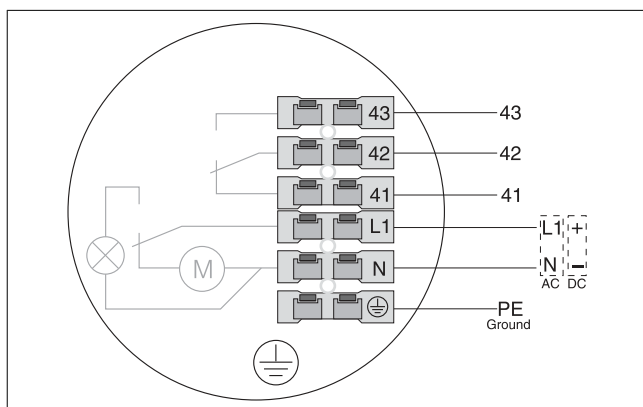 43 43
42 42
41 41
L1 L1 +
M N N −
AC DC
PE
Ground